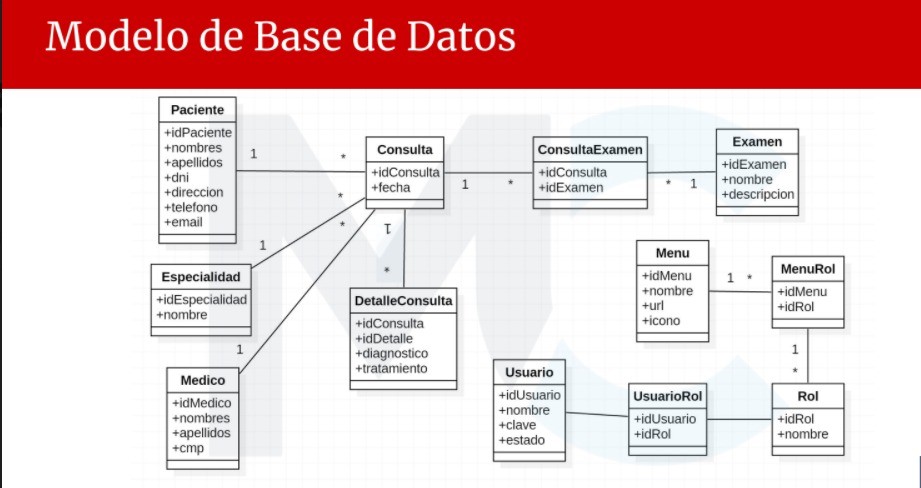 Modelo de Base de Datos
Paciente
+idPaciente
+nombres
+apellidos
+dni
+direccion
+telefono
+email
1
*
Consulta
+idConsulta
+fecha
1
*
ConsultaExamen
+idConsulta
+idExamen
*
1
Examen
+idExamen
+nombre
+descripcion
*
1
Especialidad
+idEspecialidad
+nombre
*
1
Medico
+idMedico
+nombres
+apellidos
+cmp
1
*
DetalleConsulta
+idConsulta
+idDetalle
+diagnostico
+tratamiento
Menu
+idMenu
+nombre
+url
+icono
1
*
MenuRol
+idMenu
+idRol
1
*
Usuario
+idUsuario
+nombre
+clave
+estado
UsuarioRol
+idUsuario
+idRol
Rol
+idRol
+nombre
MC